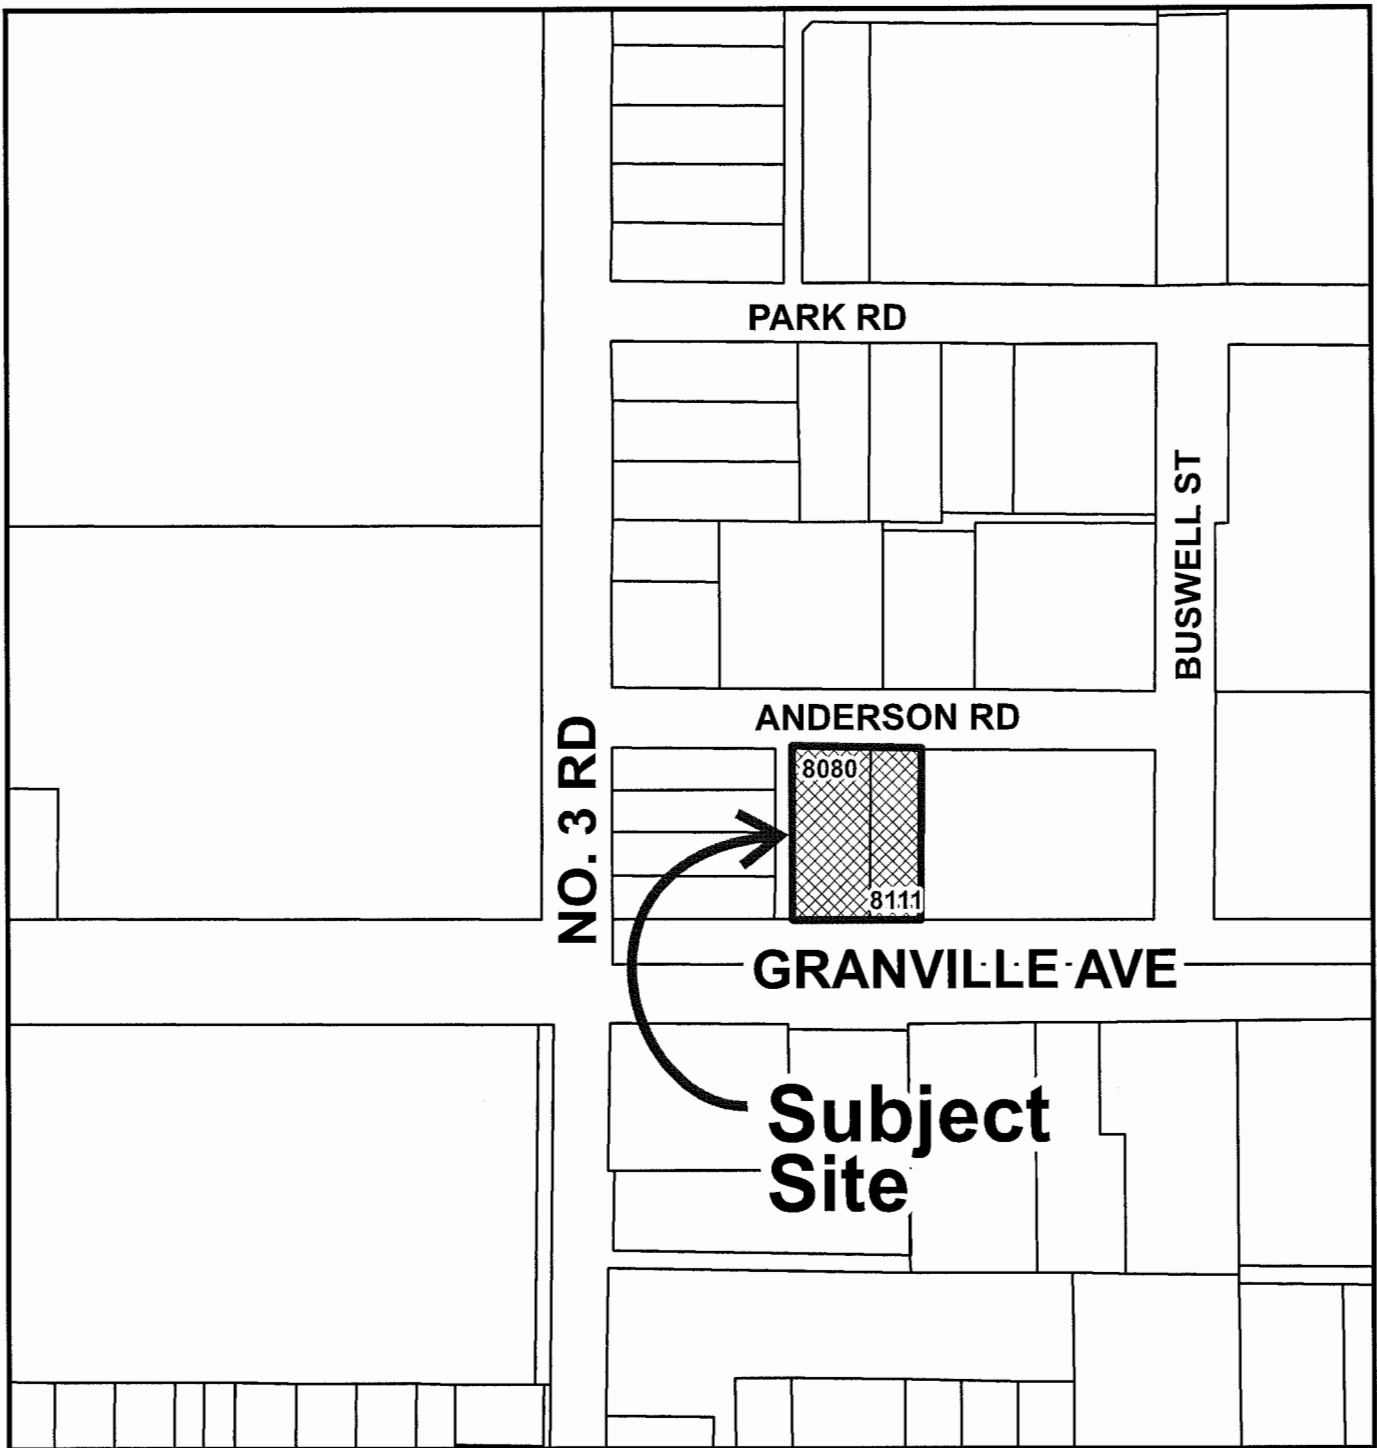 PARK RD
BUSWELL ST
ANDERSON RD
NO. 3 RD
8080
8111
GRANVILLE AVE
Subject
Site